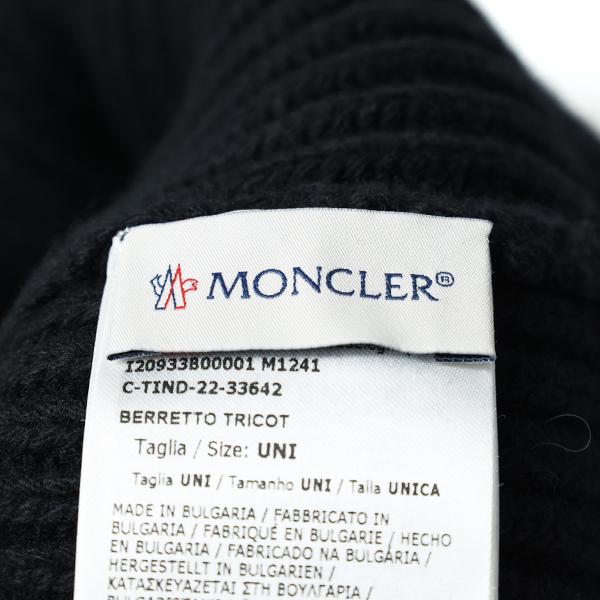 MONCLER®
I20933B00001 M1241
C-TIND-22-33642
BERRETTO TRICOT
Taglia / Size: UNI
Taglia UNI / Tamanho UNI / Talla UNICA
MADE IN BULGARIA / FABBRICATO IN
BULGARIA / FABRIQUÉ EN BULGARIE / HECHO
EN BULGARIA / FABRICADO NA BULGÁRIA /
HERGESTELLT IN BULGARIEN /
ΚΑΤΑΣΚΕΥΑΖΕΤΑΙ ΣΤΗ ΒΟΥΛΓΑΡΙΑ /